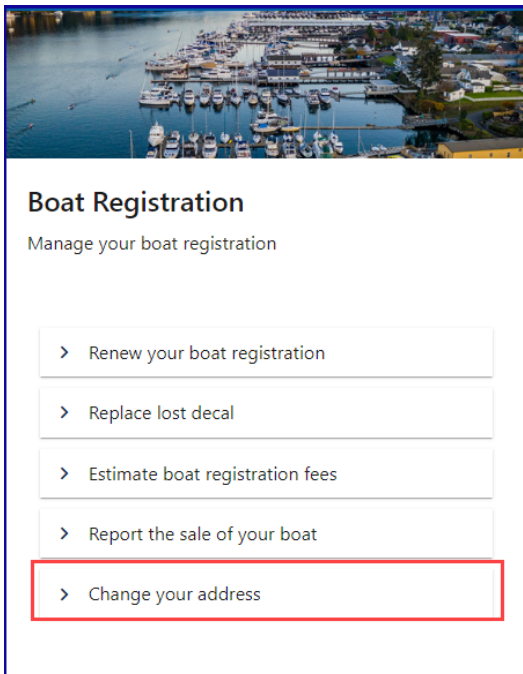 Boat Registration
Manage your boat registration
Renew your boat registration
Replace lost decal
Estimate boat registration fees
Report the sale of your boat
Change your address